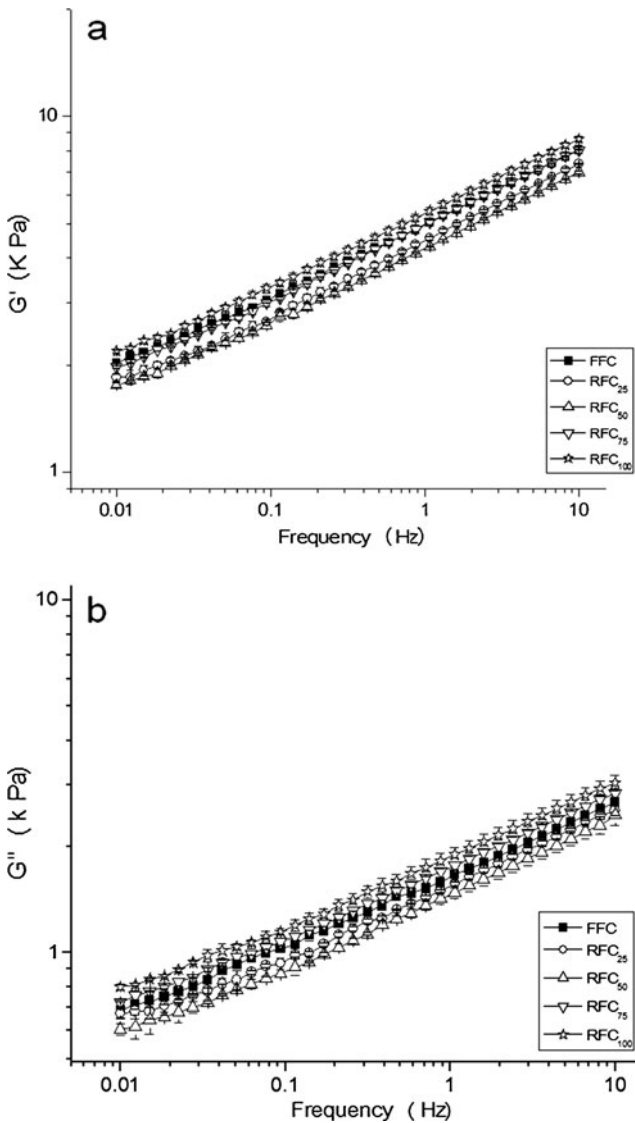 a
10
G' (K Pa)
1
FFC
RFC25
RFC50
RFC75
RFC100
0.01 0.1 1 10
Frequency (Hz)
b
10
G'' ( k Pa)
1
FFC
RFC25
RFC50
RFC75
RFC100
0.01 0.1 1 10
Frequency ( Hz)